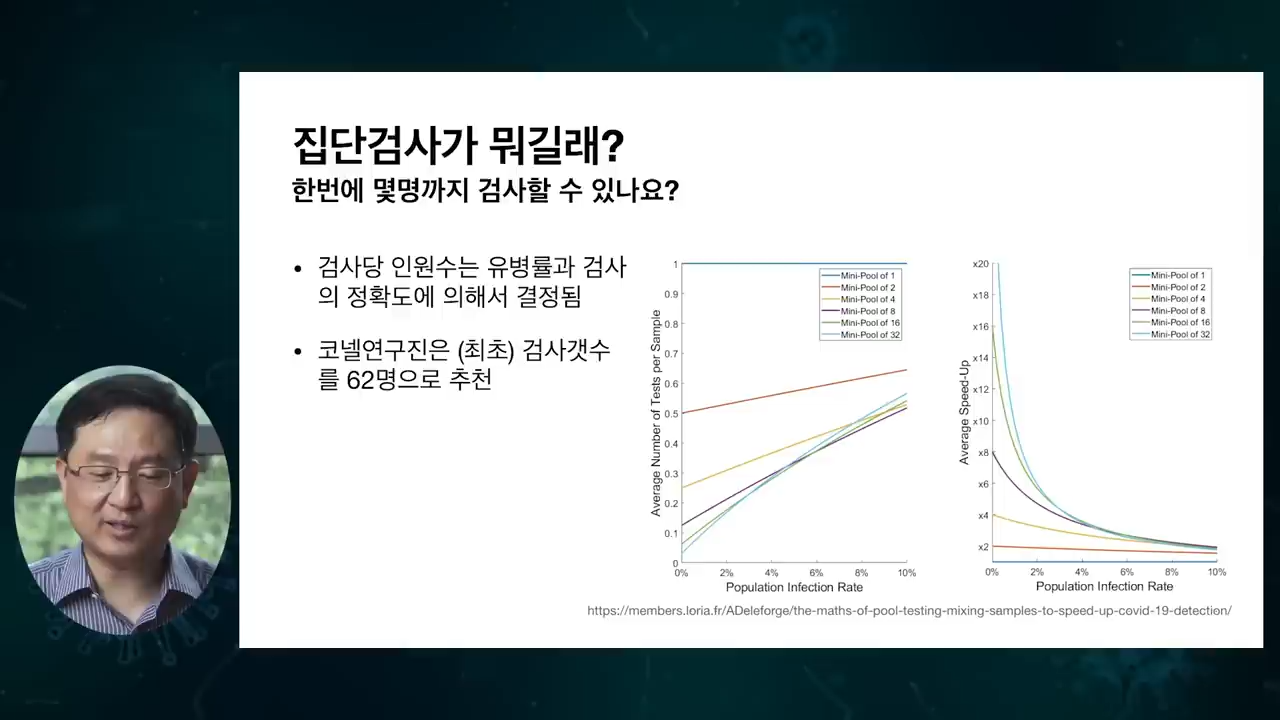 집단검사가 뭐길래?
한번에 몇명까지 검사할 수 있나요?
• 검사당 인원수는 유병률과 검사
의 정확도에 의해서 결정됨
• 코넬연구진은 (최초) 검사갯수
를 62명으로 추천
Average Number of Tests per Sample
1
0.9
0.8
0.7
0.6
0.5
0.4
0.3
0.2
0.1
0
Mini-Pool of 1
Mini-Pool of 2
Mini-Pool of 4
Mini-Pool of 8
Mini-Pool of 16
Mini-Pool of 32
0% 2% 4% 6% 8% 10%
Population Infection Rate
Average Speed-Up
x20
x18
x16
x14
x12
x10
x8
x6
x4
x2
Mini-Pool of 1
Mini-Pool of 2
Mini-Pool of 4
Mini-Pool of 8
Mini-Pool of 16
Mini-Pool of 32
0% 2% 4% 6% 8% 10%
Population Infection Rate
https://members.loria.fr/ADeleforge/the-maths-of-pool-testing-mixing-samples-to-speed-up-covid-19-detection/